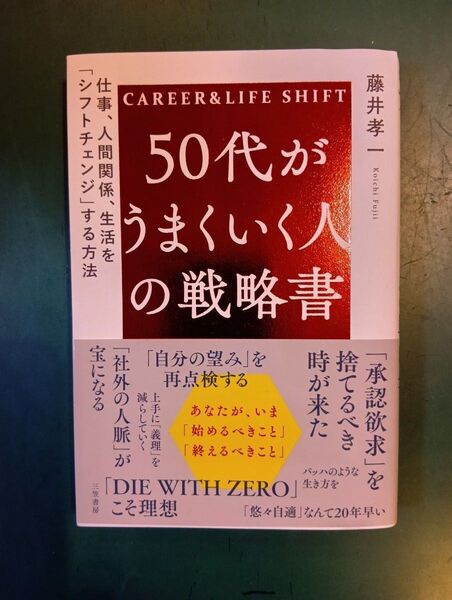 CAREER&LIFE SHIFT
50代が
うまくいく人
の戦略書
藤井孝一
Koichi Fujii
仕事、人間関係、生活を
「シフトチェンジ」する方法
「承認欲求」を
捨てるべき
時が来た
「自分の望み」を
再点検する
あなたが、いま
「始めるべきこと」
「終えるべきこと」
上手に「義理」を
減らしていく
「社外の人脈」が
宝になる
バッハのような
生き方を
「DIE WITH ZERO」
こそ理想
「悠々自適」なんて20年早い
三笠書房